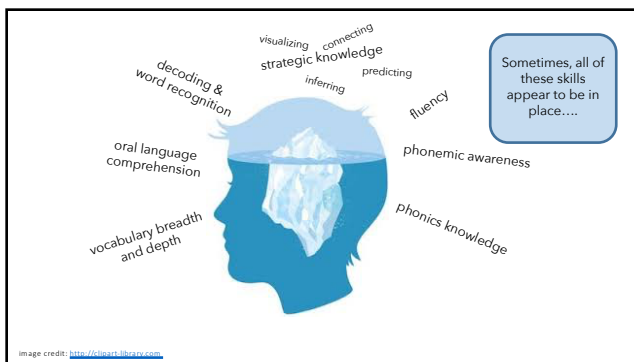 visualizing
connecting
strategic knowledge
inferring
predicting
decoding &
word recognition
fluency
Sometimes, all of
these skills
appear to be in
place....
oral language
comprehension
phonemic awareness
vocabulary breadth
and depth
phonics knowledge
image credit: http://clipart-library.com